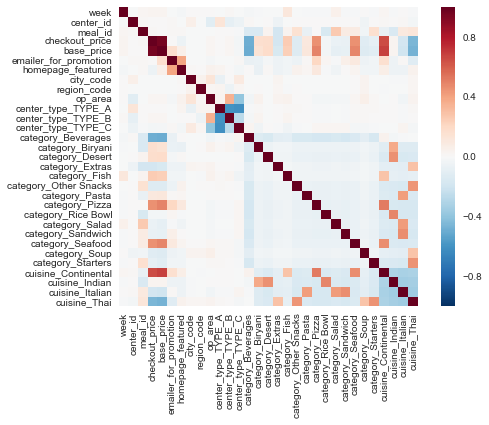 week
center_id
meal_id
checkout_price
base_price
emailer_for_promotion
homepage_featured
city_code
region_code
op_area
center_type_TYPE_A
center_type_TYPE_B
center_type_TYPE_C
category_Beverages
category_Biryani
category_Desert
category_Extras
category_Fish
category_Other Snacks
category_Pasta
category_Pizza
category_Rice Bowl
category_Salad
category_Sandwich
category_Seafood
category_Soup
category_Starters
cuisine_Continental
cuisine_Indian
cuisine_Italian
cuisine_Thai
week
center_id
meal_id
checkout_price
base_price
emailer_for_promotion
homepage_featured
city_code
region_code
op_area
center_type_TYPE_A
center_type_TYPE_B
center_type_TYPE_C
category_Beverages
category_Biryani
category_Desert
category_Extras
category_Fish
category_Other Snacks
category_Pasta
category_Pizza
category_Rice Bowl
category_Salad
category_Sandwich
category_Seafood
category_Soup
category_Starters
cuisine_Continental
cuisine_Indian
cuisine_Italian
cuisine_Thai
0.8
0.4
0.0
−0.4
−0.8